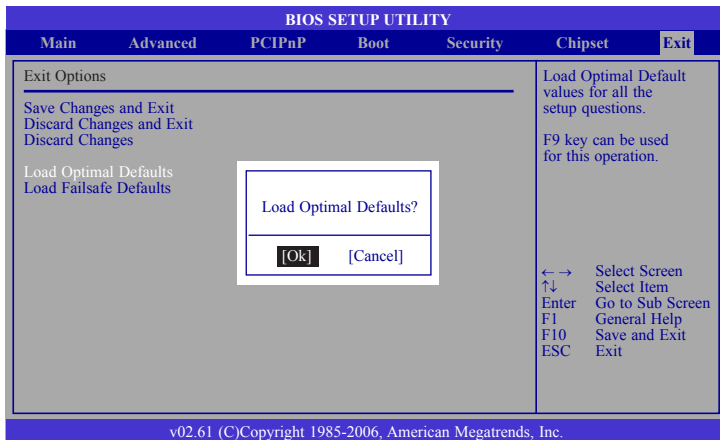 BIOS SETUP UTILITY
Main Advanced PCIPnP Boot Security Chipset Exit
Exit Options
Save Changes and Exit
Discard Changes and Exit
Discard Changes
Load Optimal Defaults
Load Failsafe Defaults
Load Optimal Defaults?
[Ok] [Cancel]
Load Optimal Default
values for all the
setup questions.
F9 key can be used
for this operation.
← → Select Screen
↑↓ Select Item
Enter Go to Sub Screen
F1 General Help
F10 Save and Exit
ESC Exit
v02.61 (C)Copyright 1985-2006, American Megatrends, Inc.